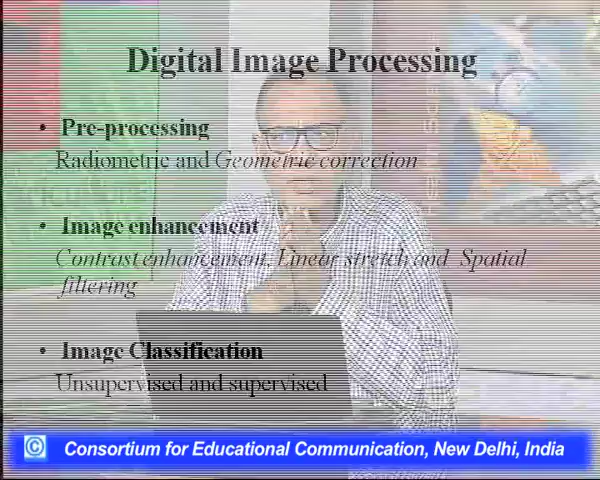 Digital Image Processing
• Pre-processing
Radiometric and Geometric correction
• Image enhancement
Contrast enhancement, Linear stretch and Spatial
filtering
• Image Classification
Unsupervised and supervised
© Consortium for Educational Communication, New Delhi, India